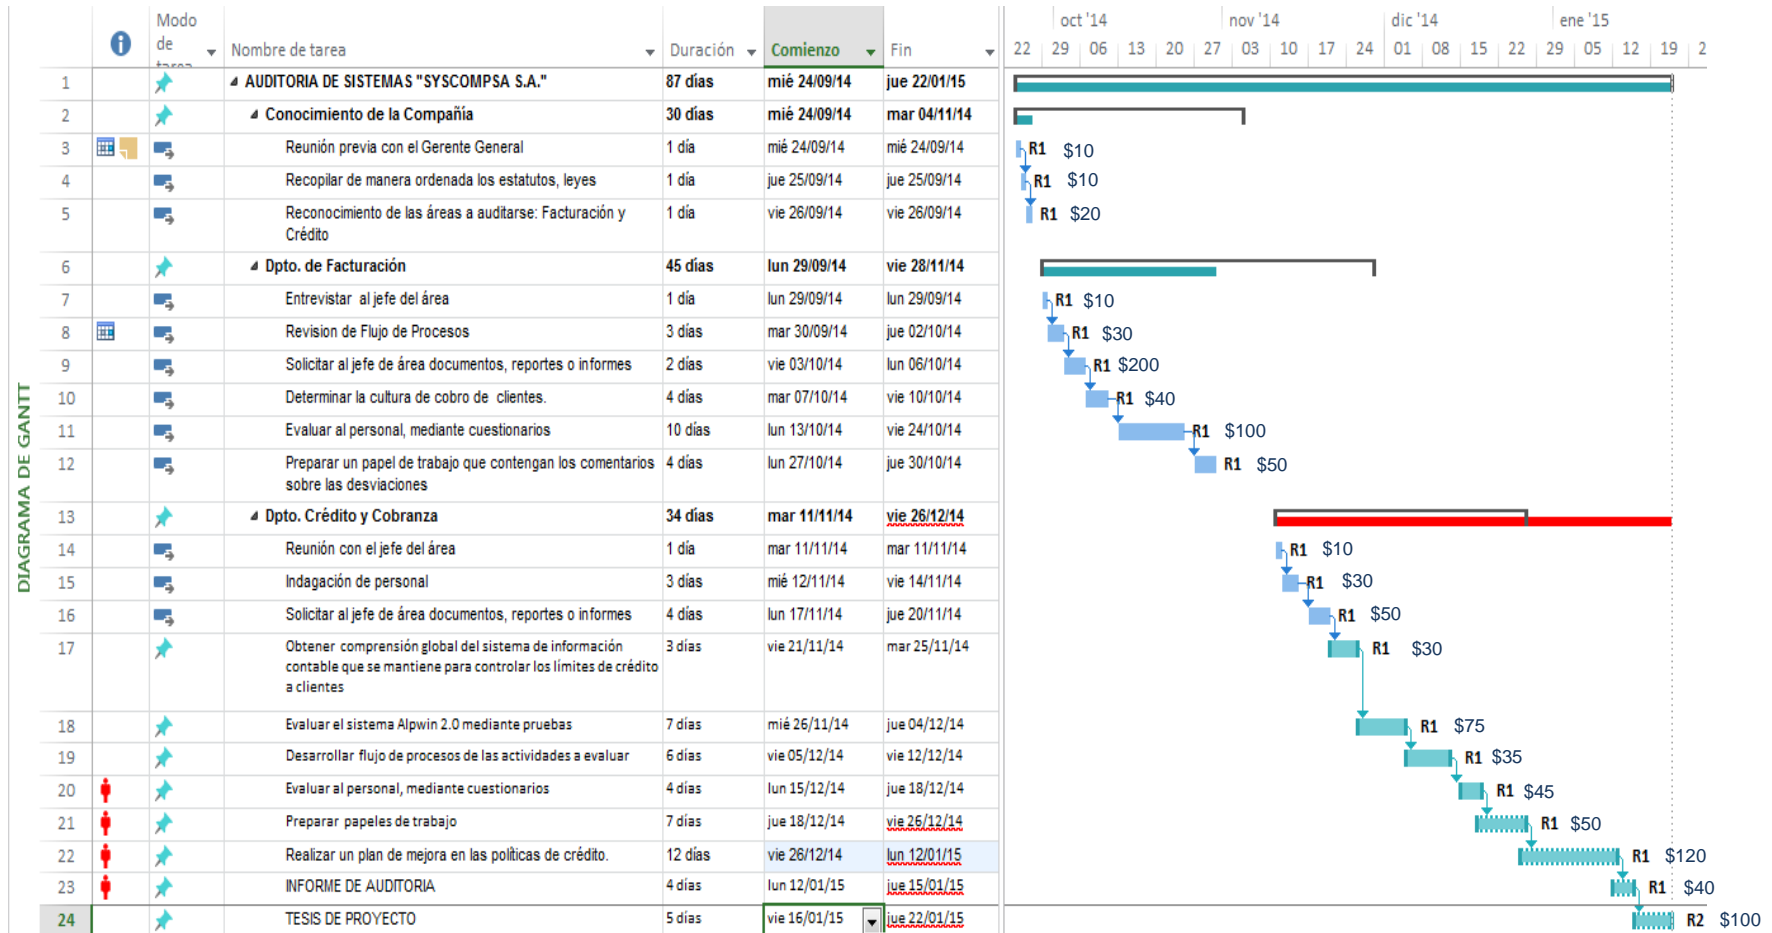 oct '14 nov '14 dic '14 ene '15
Modo de Nombre de tarea Duración Comienzo Fin 22 29 06 13 20 27 03 10 17 24 01 08 15 22 29 05 12 19 2
DIAGRAMA DE GANTT
1 AUDITORIA DE SISTEMAS "SYSCOMPSA S.A." 87 días mié 24/09/14 jue 22/01/15
2 Conocimiento de la Compañía 30 días mié 24/09/14 mar 04/11/14
3 Reunión previa con el Gerente General 1 día mié 24/09/14 mié 24/09/14 R1 $10
4 Recopilar de manera ordenada los estatutos, leyes 1 día jue 25/09/14 jue 25/09/14 R1 $10
5 Reconocimiento de las áreas a auditarse: Facturación y 1 día vie 26/09/14 vie 26/09/14 R1 $20
Crédito
6 Dpto. de Facturación 45 días lun 29/09/14 vie 28/11/14
7 Entrevistar al jefe del área 1 día lun 29/09/14 lun 29/09/14 R1 $10
8 Revision de Flujo de Procesos 3 días mar 30/09/14 jue 02/10/14 R1 $30
9 Solicitar al jefe de área documentos, reportes o informes 2 días vie 03/10/14 lun 06/10/14 R1 $200
10 Determinar la cultura de cobro de clientes. 4 días mar 07/10/14 vie 10/10/14 R1 $40
11 Evaluar al personal, mediante cuestionarios 10 días lun 13/10/14 vie 24/10/14 R1 $100
12 Preparar un papel de trabajo que contengan los comentarios 4 días lun 27/10/14 jue 30/10/14 R1 $50
sobre las desviaciones
13 Dpto. Crédito y Cobranza 34 días mar 11/11/14 vie 26/12/14
14 Reunión con el jefe del área 1 día mar 11/11/14 mar 11/11/14 R1 $10
15 Indagación de personal 3 días mié 12/11/14 vie 14/11/14 R1 $30
16 Solicitar al jefe de área documentos, reportes o informes 4 días lun 17/11/14 jue 20/11/14 R1 $50
17 Obtener comprensión global del sistema de información 3 días vie 21/11/14 mar 25/11/14 R1 $30
contable que se mantiene para controlar los límites de crédito
a clientes
18 Evaluar el sistema Alpwin 2.0 mediante pruebas 7 días mié 26/11/14 jue 04/12/14 R1 $75
19 Desarrollar flujo de procesos de las actividades a evaluar 6 días vie 05/12/14 vie 12/12/14 R1 $35
20 Evaluar al personal, mediante cuestionarios 4 días lun 15/12/14 jue 18/12/14 R1 $45
21 Preparar papeles de trabajo 7 días jue 18/12/14 vie 26/12/14 R1 $50
22 Realizar un plan de mejora en las políticas de crédito. 12 días vie 26/12/14 lun 12/01/15 R1 $120
23 INFORME DE AUDITORIA 4 días lun 12/01/15 jue 15/01/15 R1 $40
24 TESIS DE PROYECTO 5 días vie 16/01/15 jue 22/01/15 R2 $100